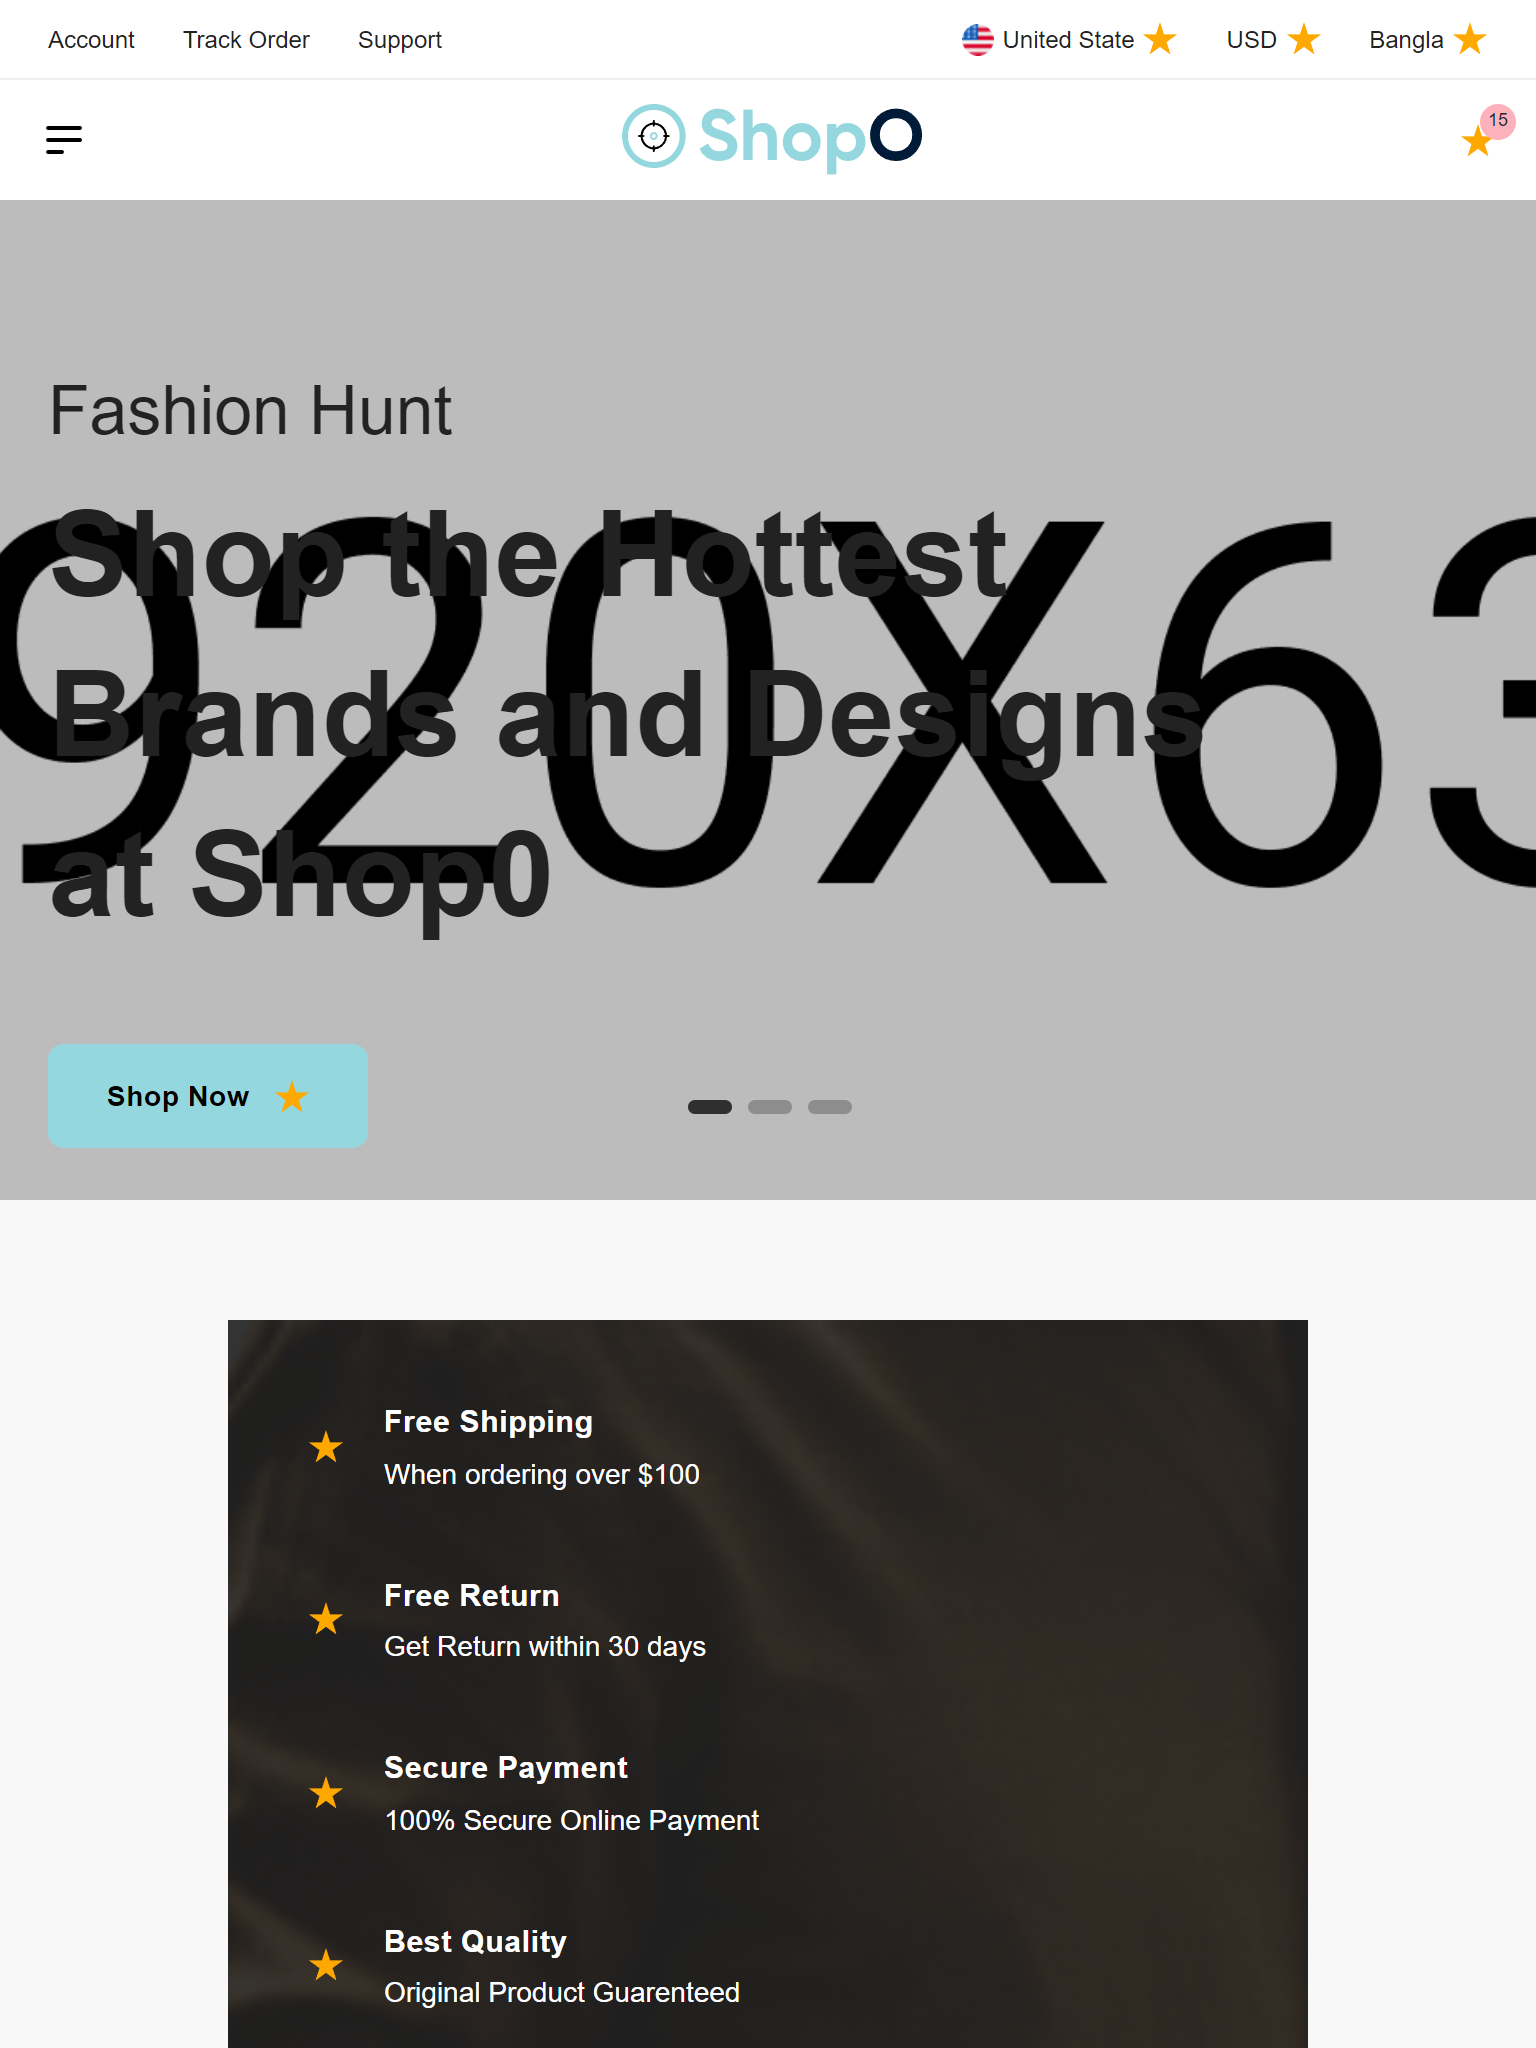 Account Track Order Support United State USD Bangla
ShopO
15
Fashion Hunt
920X63
Shop the Hottest
Brands and Designs
at Shop0
Shop Now
Free Shipping
When ordering over $100
Free Return
Get Return within 30 days
Secure Payment
100% Secure Online Payment
Best Quality
Original Product Guarenteed